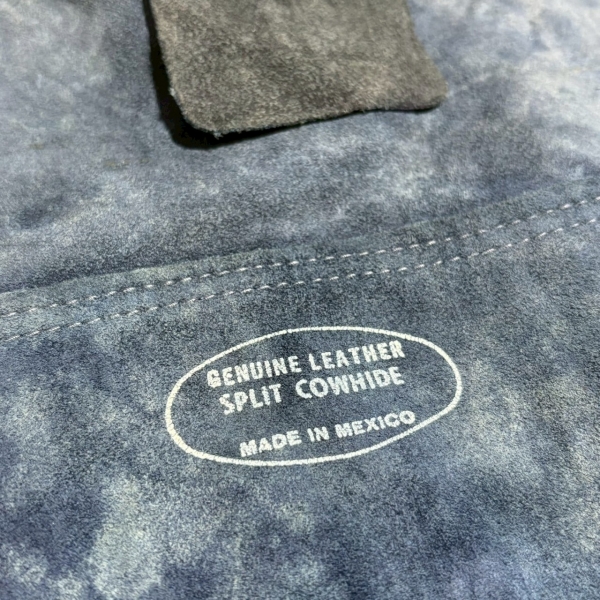 GENUINE LEATHER
SPLIT COWHIDE
MADE IN MEXICO